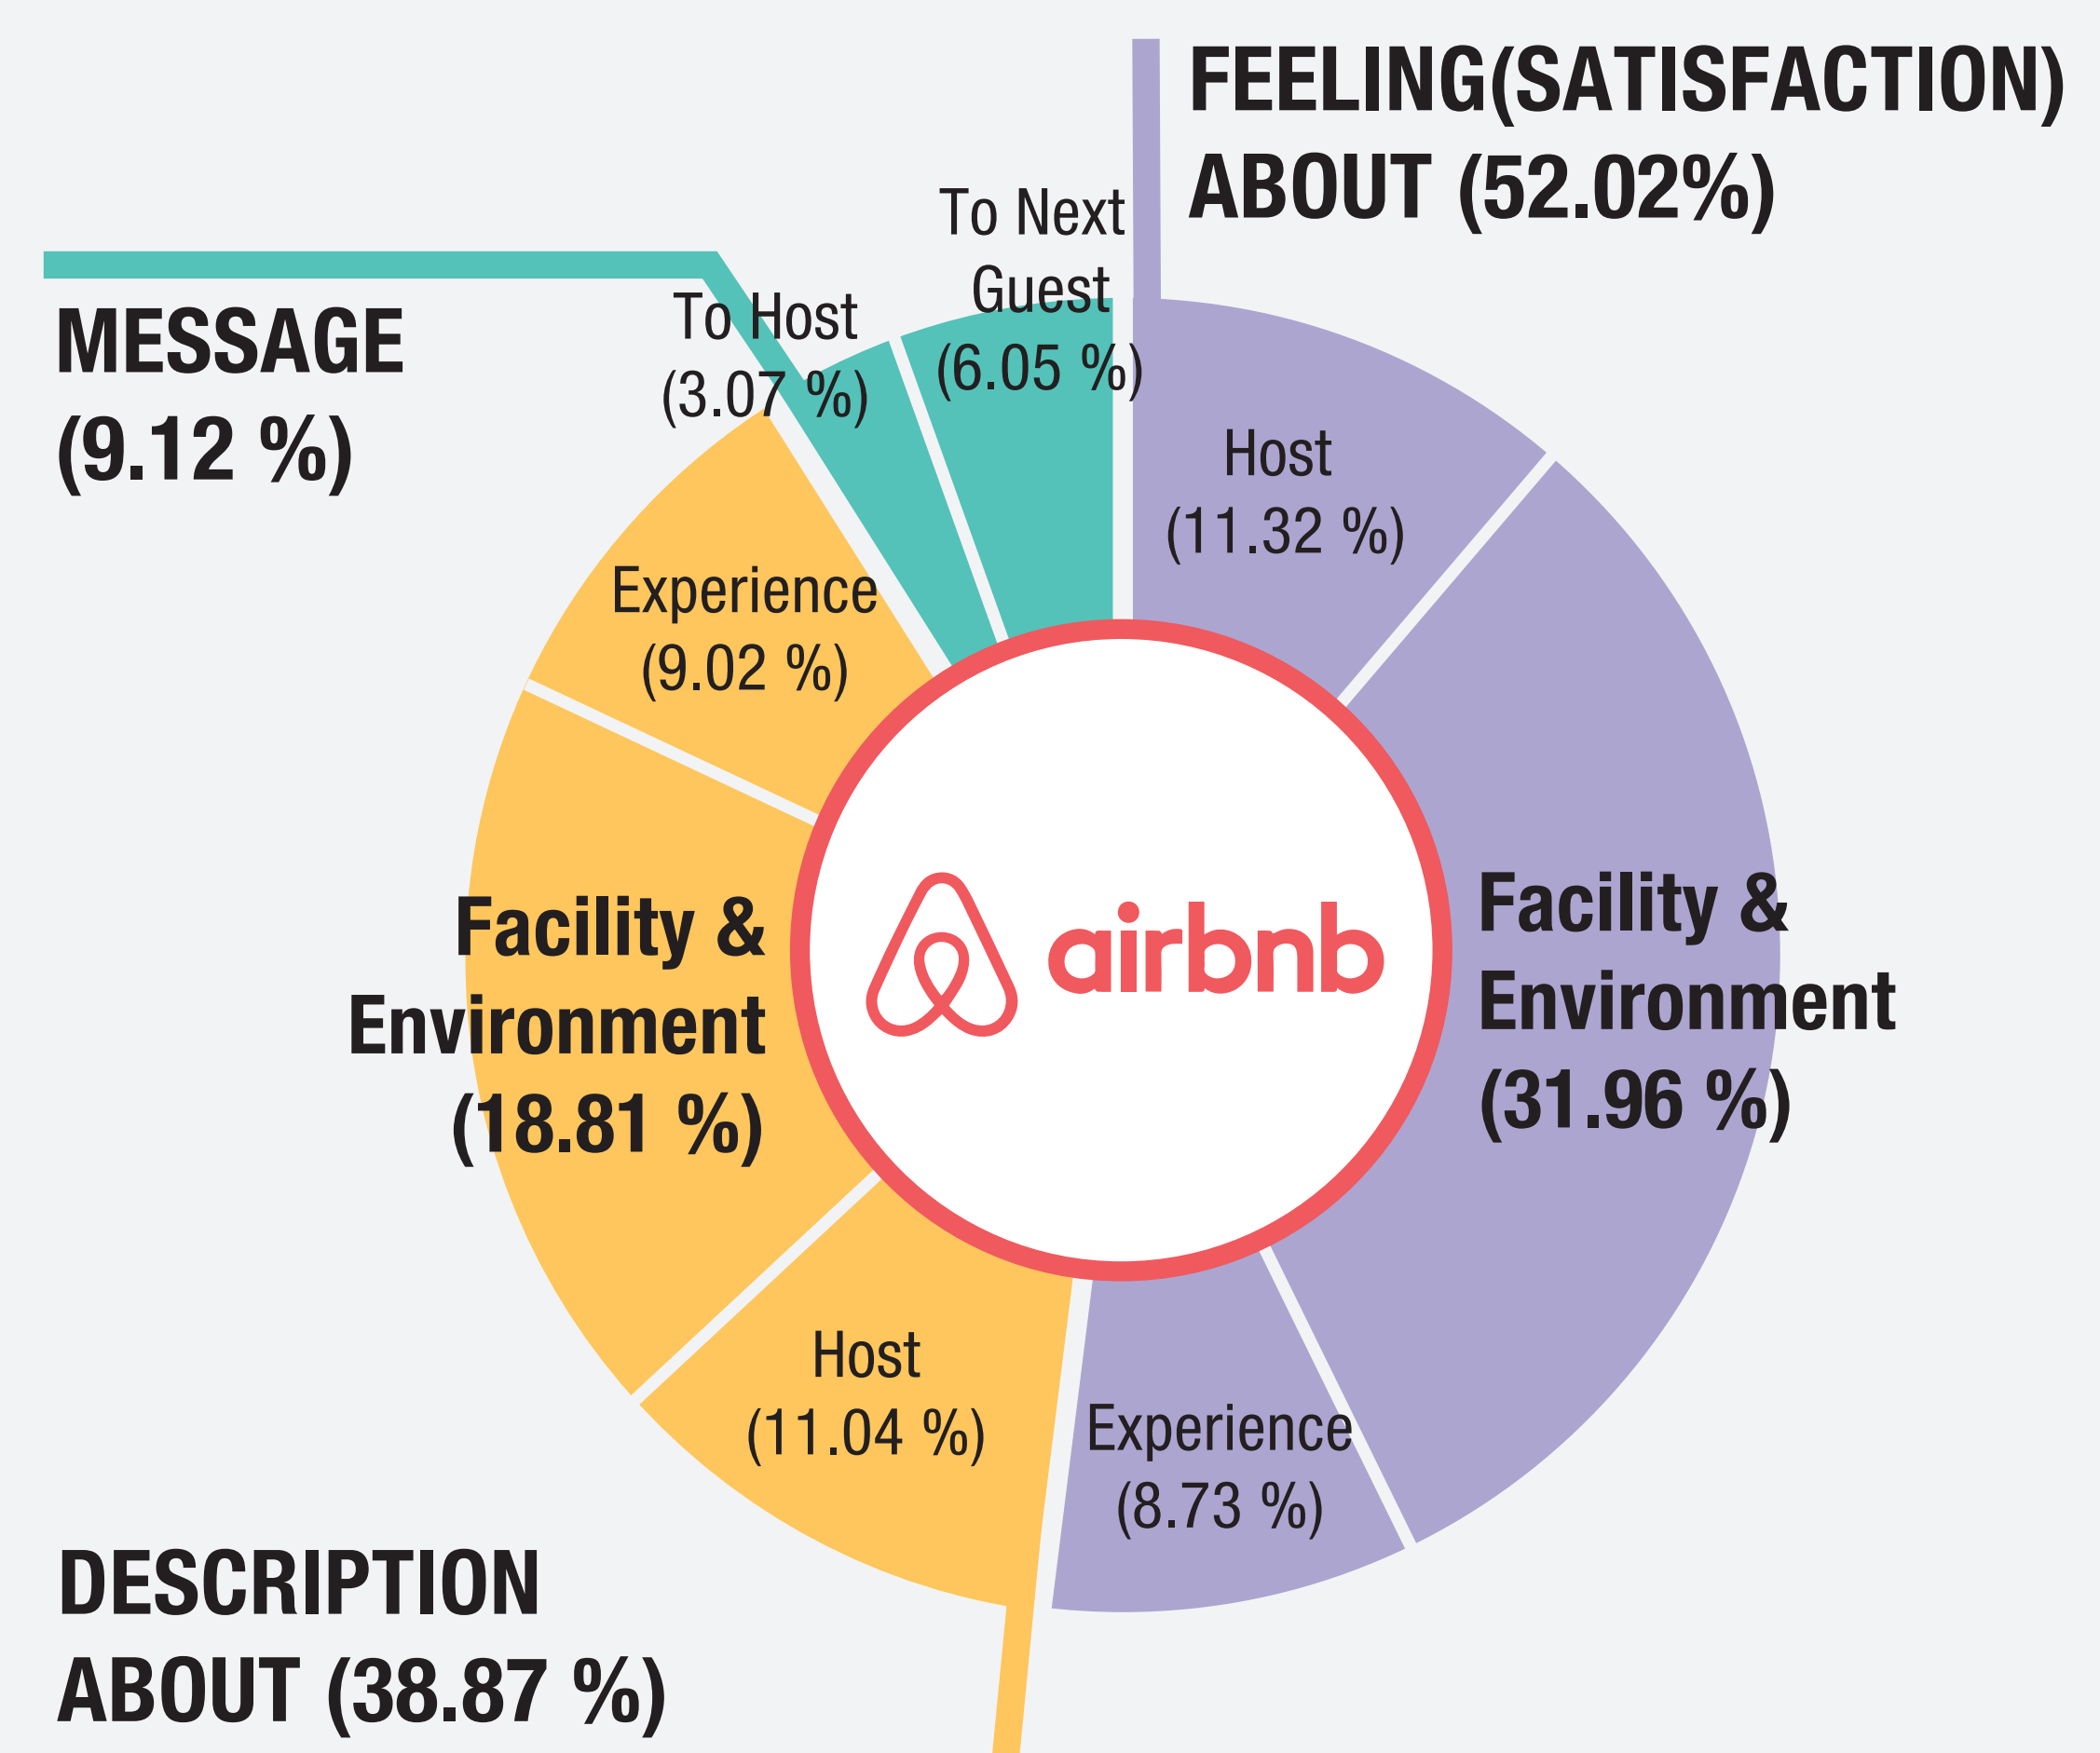 FEELING(SATISFACTION)
ABOUT (52.02%)
Host
(11.32 %)
Facility &
Environment
(31.96 %)
Experience
(8.73 %)
DESCRIPTION
ABOUT (38.87 %)
Host
(11.04 %)
Facility &
Environment
(18.81 %)
Experience
(9.02 %)
MESSAGE
(9.12 %)
To Host
(3.07 %)
To Next
Guest
(6.05 %)
airbnb